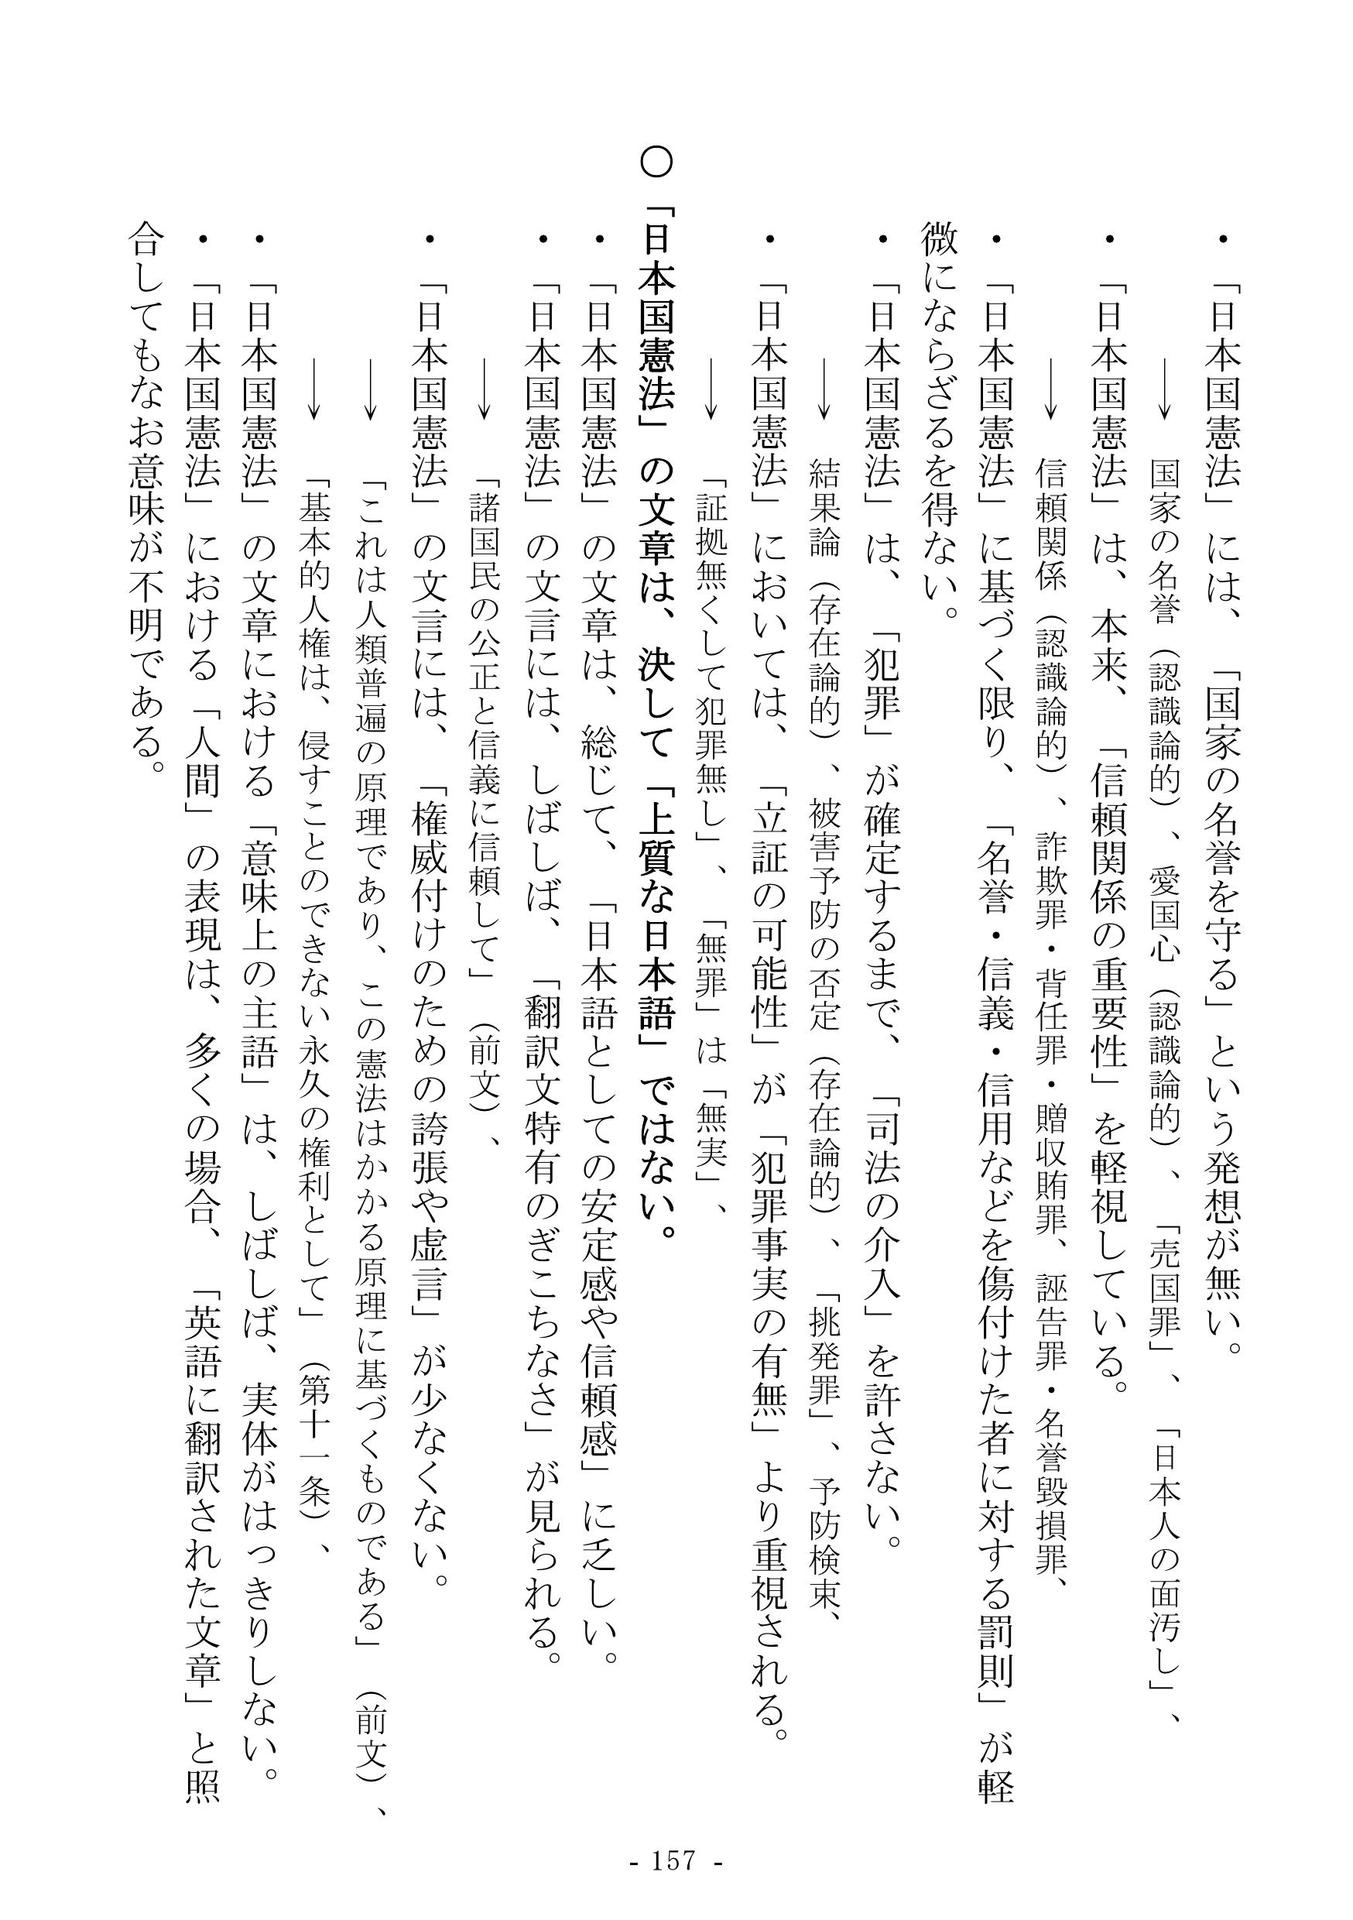 ・「日本国憲法」には、「国家の名誉を守る」という発想が無い。
→ 国家の名誉（認識論的）、愛国心（認識論的）、「売国罪」、「日本人の面汚し」、
・「日本国憲法」は、本来、「信頼関係の重要性」を軽視している。
→ 信頼関係（認識論的）、詐欺罪・背任罪・贈収賄罪、誣告罪・名誉毀損罪、
・「日本国憲法」に基づく限り、「名誉・信義・信用などを傷付けた者に対する罰則」が軽
微にならざるを得ない。
・「日本国憲法」は、「犯罪」が確定するまで、「司法の介入」を許さない。
→ 結果論（存在論的）、被害予防の否定（存在論的）、「挑発罪」、予防検束、
・「日本国憲法」においては、「立証の可能性」が「犯罪事実の有無」より重視される。
→ 「証拠無くして犯罪無し」、「無罪」は「無実」、
○「日本国憲法」の文章は、決して「上質な日本語」ではない。
・「日本国憲法」の文章は、総じて、「日本語としての安定感や信頼感」に乏しい。
・「日本国憲法」の文言には、しばしば、「翻訳文特有のぎこちなさ」が見られる。
→ 「諸国民の公正と信義に信頼して」（前文）、
・「日本国憲法」の文言には、「権威付けのための誇張や虚言」が少なくない。
→ 「これは人類普遍の原理であり、この憲法はかかる原理に基づくものである」（前文）、
→ 「基本的人権は、侵すことのできない永久の権利として」（第十一条）、
・「日本国憲法」の文章における「意味上の主語」は、しばしば、実体がはっきりしない。
・「日本国憲法」における「人間」の表現は、多くの場合、「英語に翻訳された文章」と照
合してもなお意味が不明である。
- 157 -